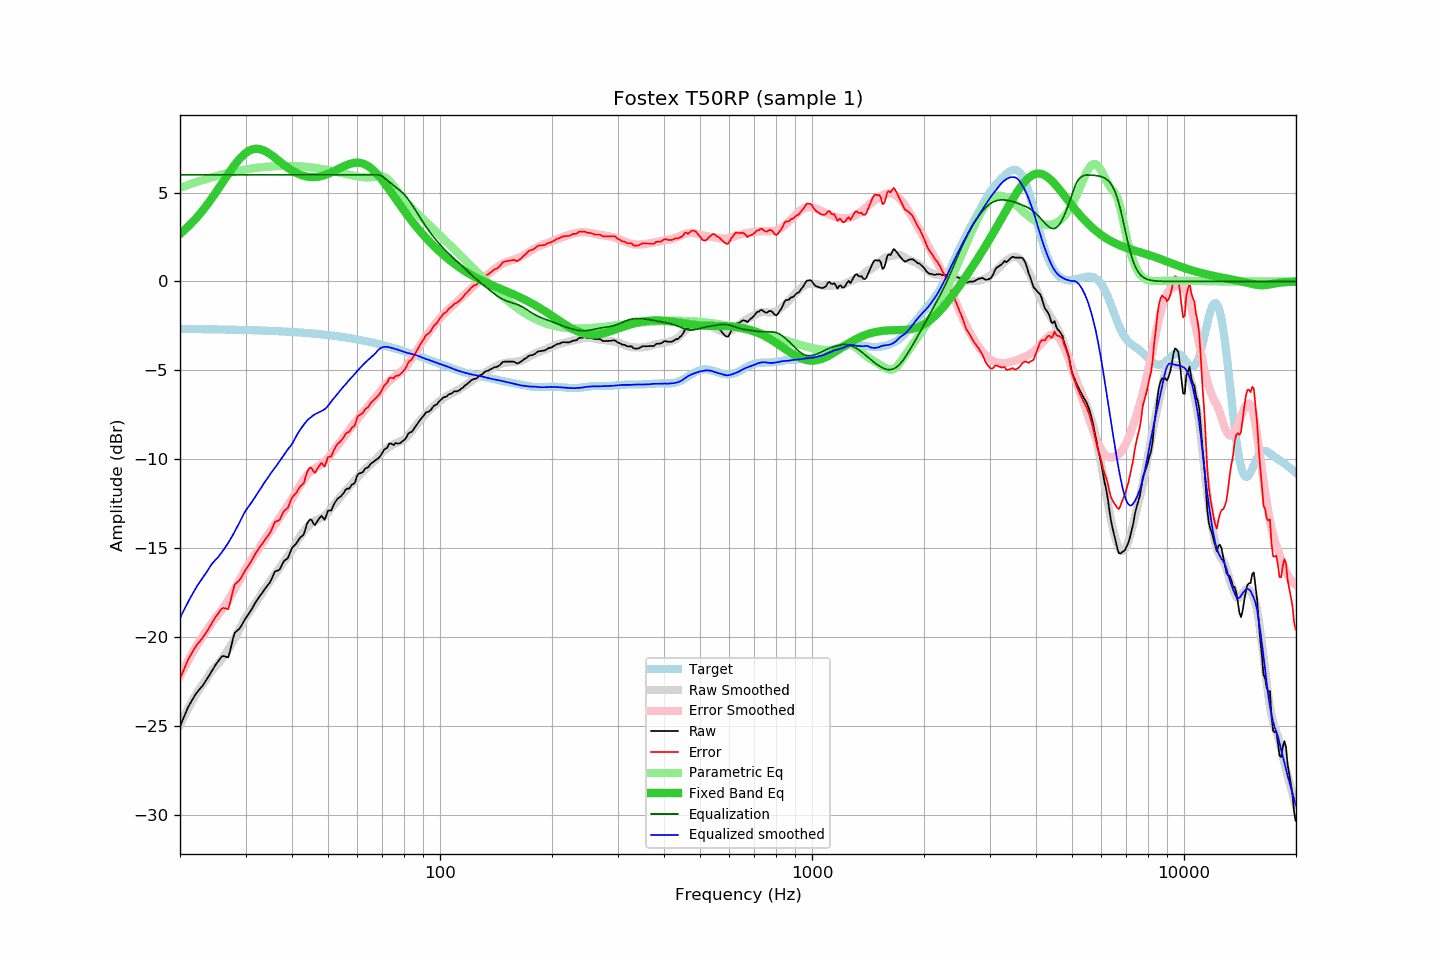 Fostex T50RP (sample 1)
Amplitude (dBr)
5
0
−5
−10
−15
−20
−25
−30
Target
Raw Smoothed
Error Smoothed
Raw
Error
Parametric Eq
Fixed Band Eq
Equalization
Equalized smoothed
100
1000
10000
Frequency (Hz)